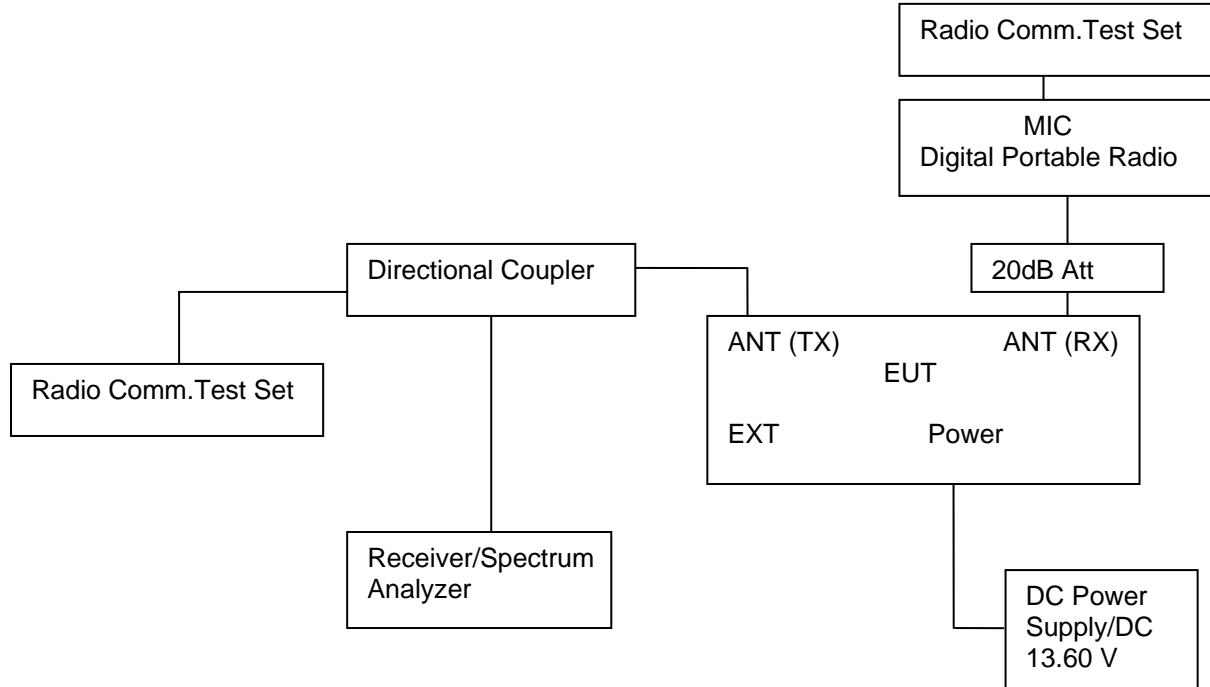 Radio Comm.Test Set
MIC
Digital Portable Radio
Directional Coupler
20dB Att
ANT (TX) ANT (RX)
EUT
Radio Comm.Test Set
EXT Power
Receiver/Spectrum
Analyzer
DC Power
Supply/DC
13.60 V